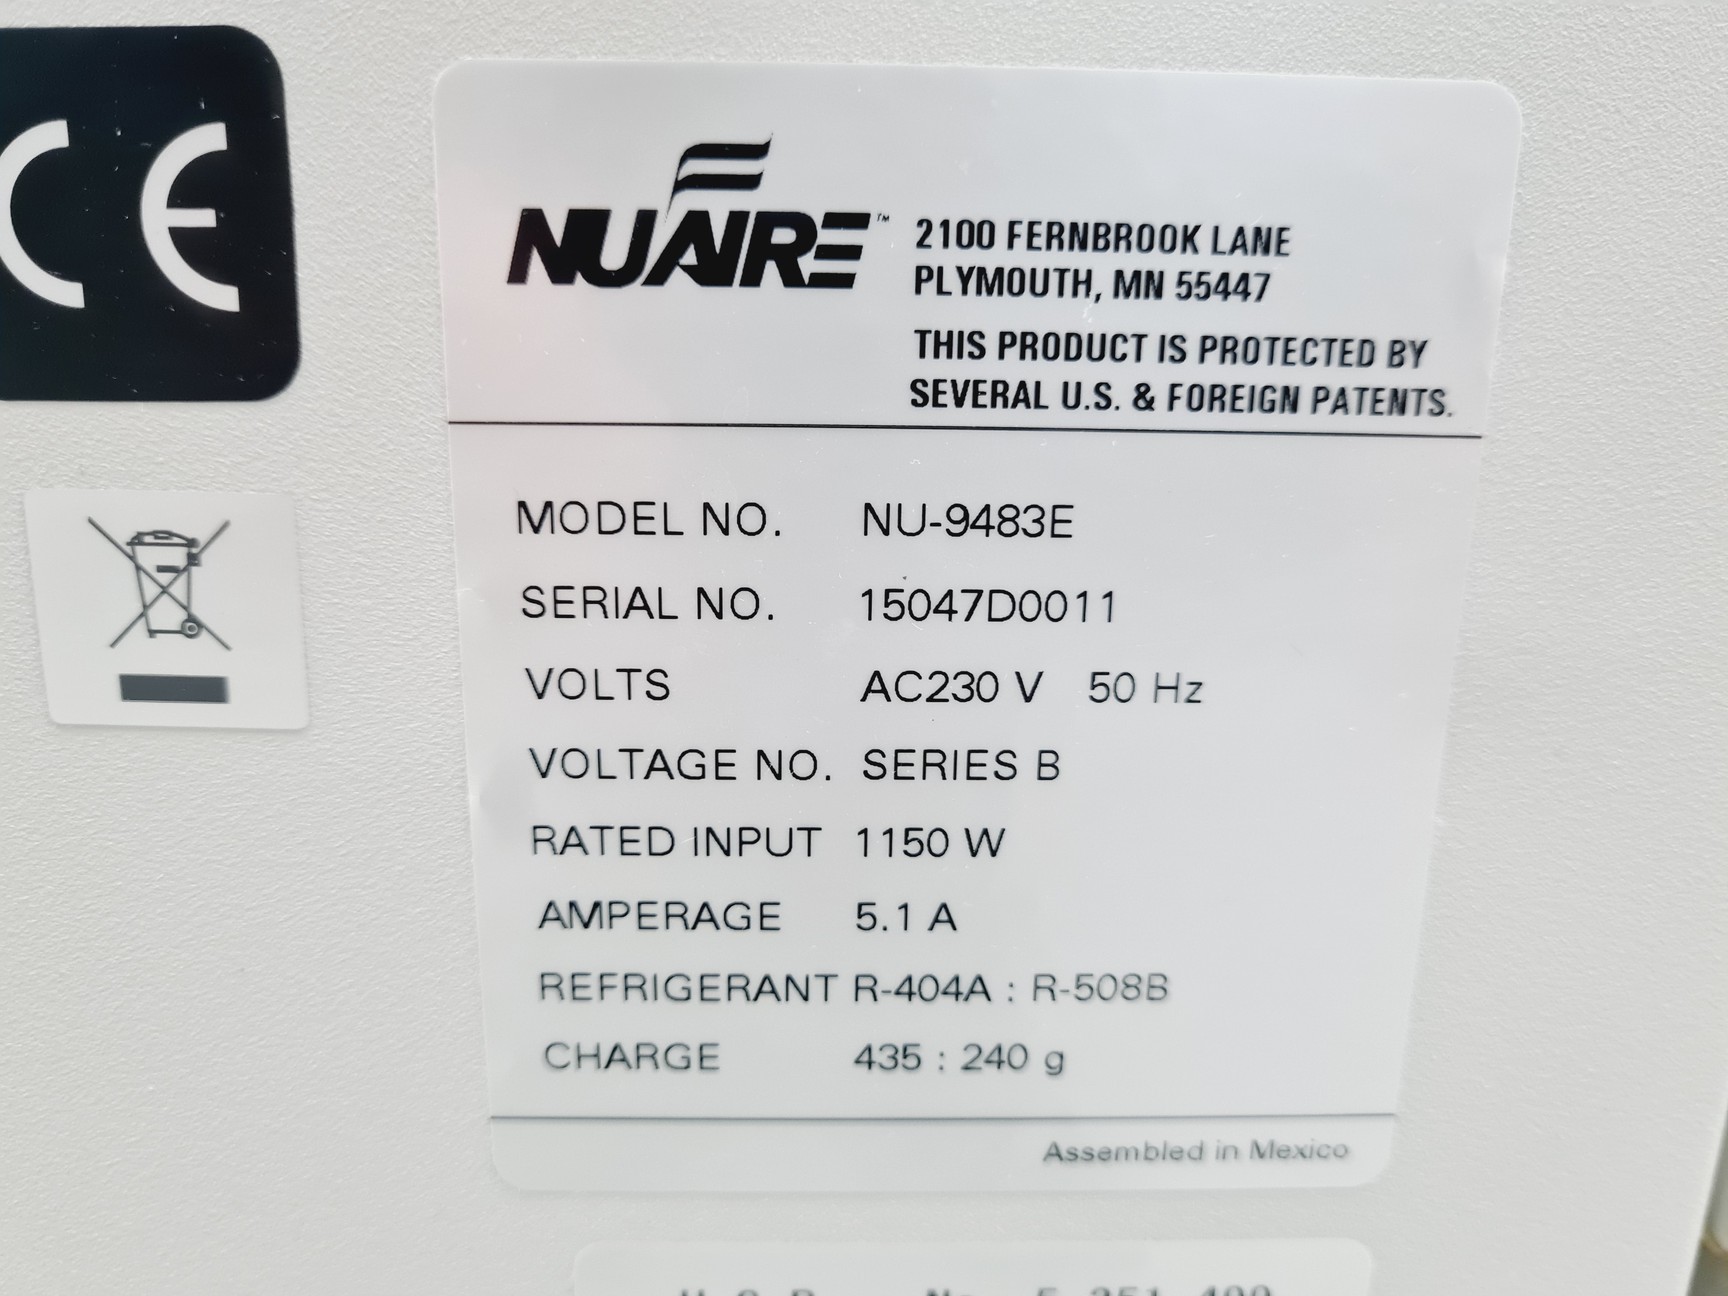 CE
NUAIRE™
2100 FERNBROOK LANE
PLYMOUTH, MN 55447
THIS PRODUCT IS PROTECTED BY
SEVERAL U.S. & FOREIGN PATENTS.
MODEL NO. NU-9483E
SERIAL NO. 15047D0011
VOLTS AC230 V 50 Hz
VOLTAGE NO. SERIES B
RATED INPUT 1150 W
AMPERAGE 5.1 A
REFRIGERANT R-404A : R-508B
CHARGE 435 : 240 g
Assembled in Mexico